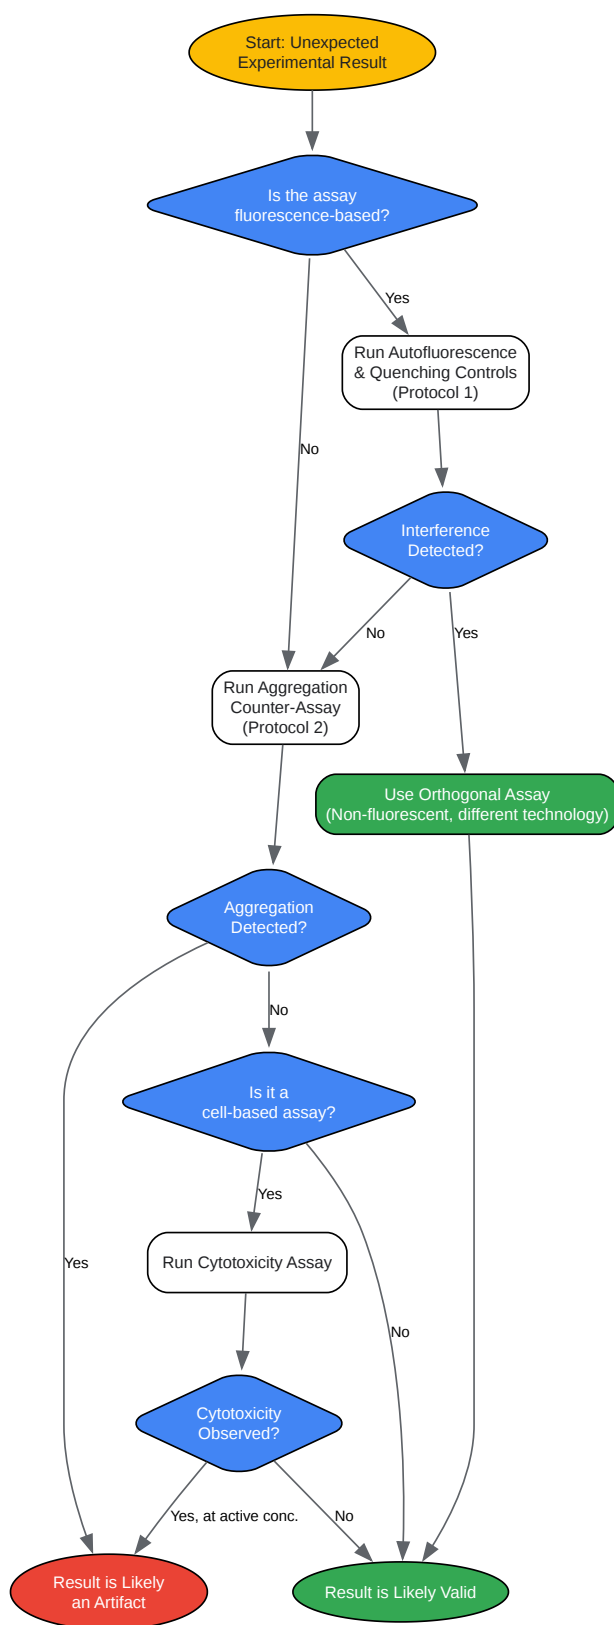 Start: Unexpected
Experimental Result
Is the assay
fluorescence-based?
Yes
Run Autofluorescence
& Quenching Controls
(Protocol 1)
No
Interference
Detected?
No
Yes
Run Aggregation
Counter-Assay
(Protocol 2)
Use Orthogonal Assay
(Non-fluorescent, different technology)
Aggregation
Detected?
No
Is it a
cell-based assay?
Yes
Yes
Run Cytotoxicity Assay
No
Cytotoxicity
Observed?
Yes, at active conc.
No
Result is Likely
an Artifact
Result is Likely Valid